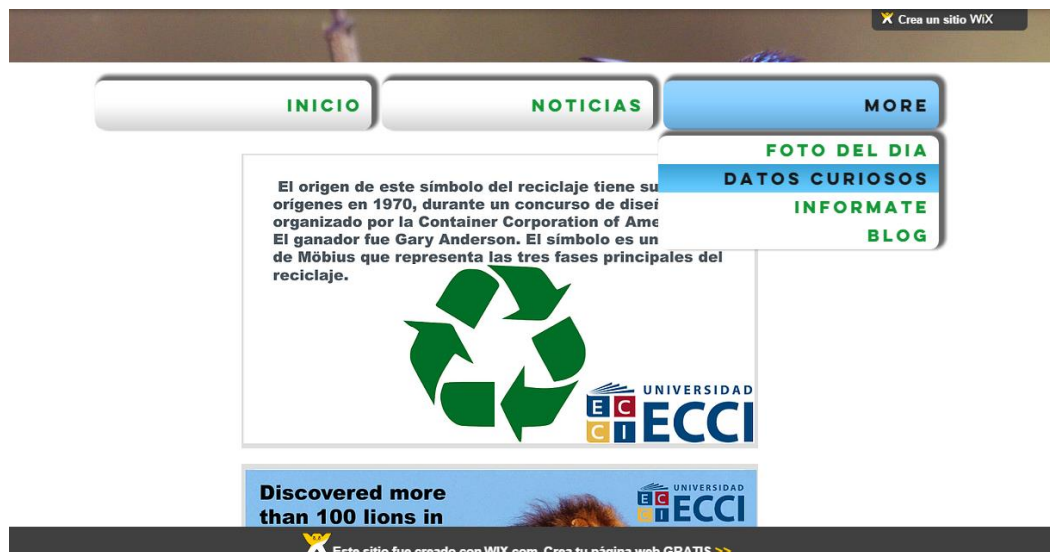 Crea un sitio WiX
INICIO
NOTICIAS
MORE
FOTO DEL DIA
DATOS CURIOSOS
INFORMATE
BLOG
El origen de este símbolo del reciclaje tiene su
orígenes en 1970, durante un concurso de
organizado por la Container Corporation of
El ganador fue Gary Anderson. El símbolo es un
de Möbius que representa las tres fases principales del
reciclaje.
UNIVERSIDAD
E C
C I
ECCI
Discovered more
than 100 lions in
UNIVERSIDAD
E C
C I
ECCI
Este sitio fue creado con WIX.com. Crea tu página web GRATIS >>